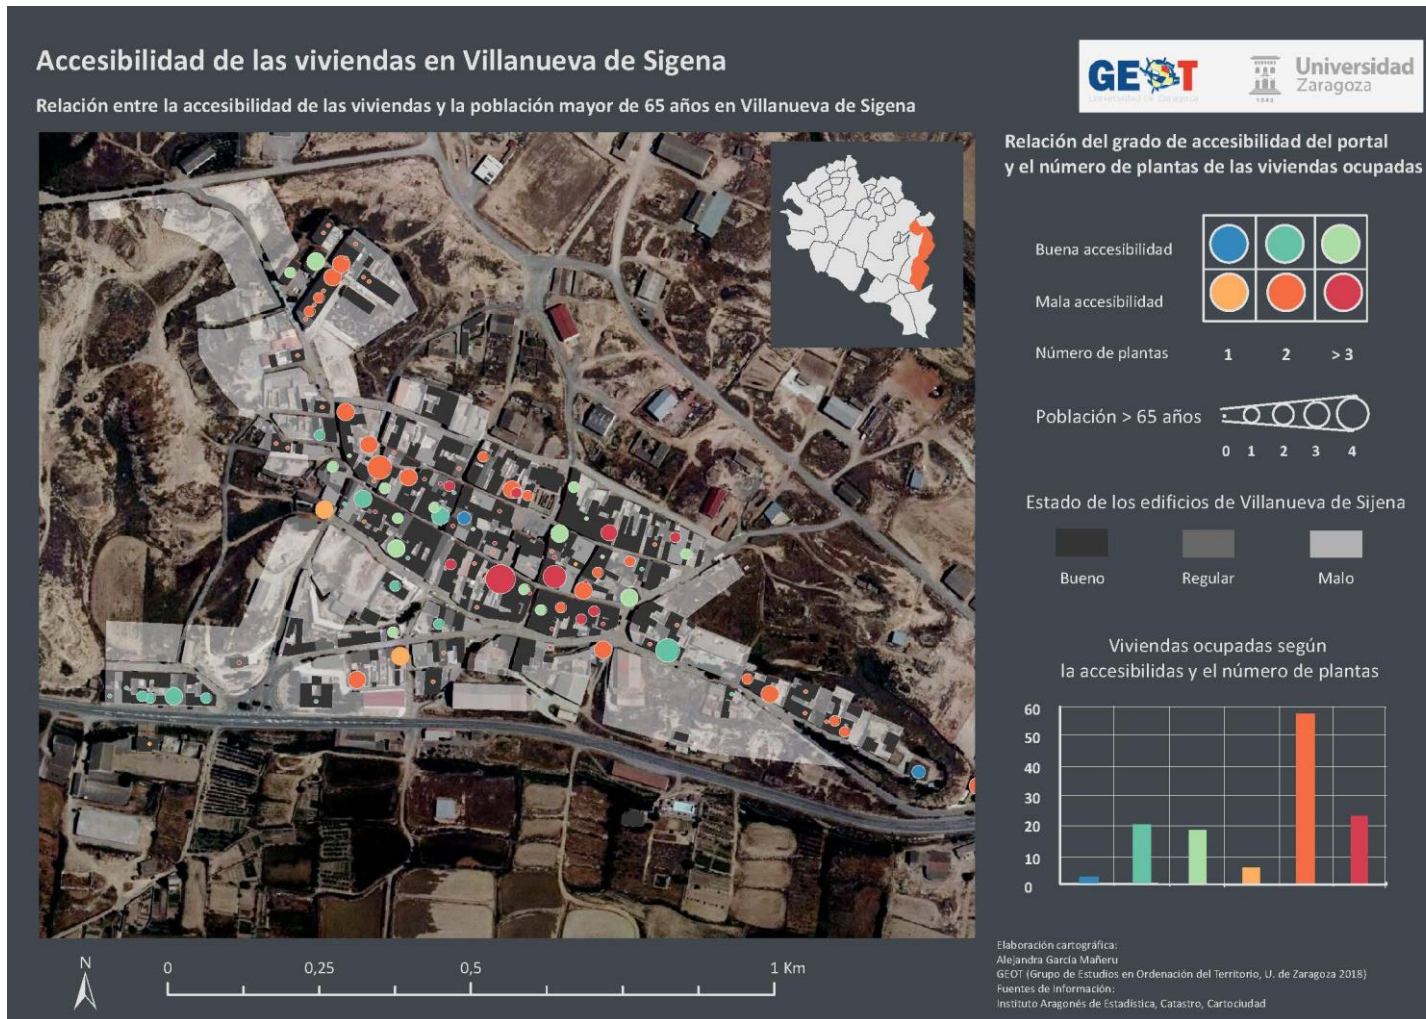 Accesibilidad de las viviendas en Villanueva de Sigena
Relación entre la accesibilidad de las viviendas y la población mayor de 65 años en Villanueva de Sigena
GEOT
Universidad de Zaragoza
Universidad
Zaragoza
1542
Relación del grado de accesibilidad del portal
y el número de plantas de las viviendas ocupadas
Buena accesibilidad
Mala accesibilidad
Número de plantas 1 2 > 3
Población > 65 años
0 1 2 3 4
Estado de los edificios de Villanueva de Sijena
Bueno Regular Malo
Viviendas ocupadas según
la accesibilidas y el número de plantas
60
50
40
30
20
10
0
N
0 0,25 0,5 1 Km
Elaboración cartográfica:
Alejandra García Mañeru
GEOT (Grupo de Estudios en Ordenación del Territorio, U. de Zaragoza 2018)
Fuentes de Información:
Instituto Aragonés de Estadística, Catastro, Cartociudad